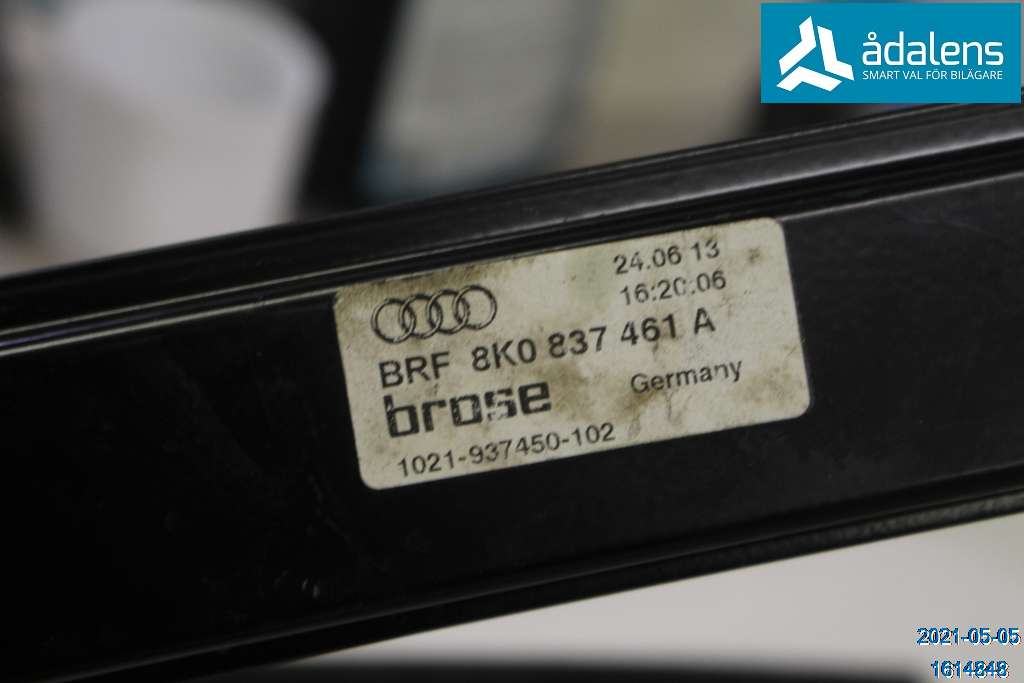 ådalens
SMART VAL FÖR BILÄGARE
24.06 13
16:20:06
BRF 8K0 837 461 A
brose
Germany
1021-937450-102
2021-05-05
1614848